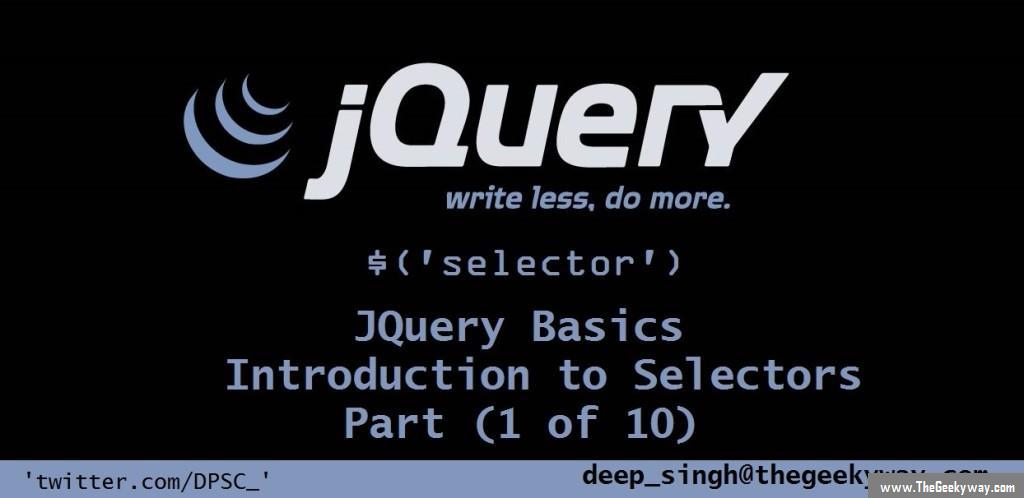 jQuery
write less, do more.
$('selector')
JQuery Basics
Introduction to Selectors
Part (1 of 10)
'twitter.com/DPSC_'
deep_singh@thegeekyway.com
www.TheGeekyway.com